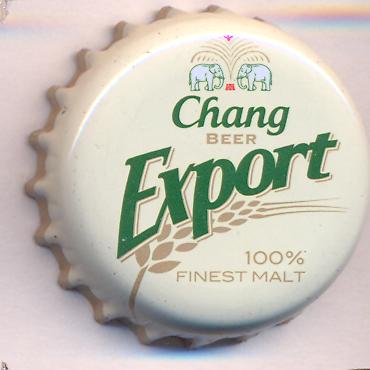 Chang
BEER
Export
100%
FINEST MALT